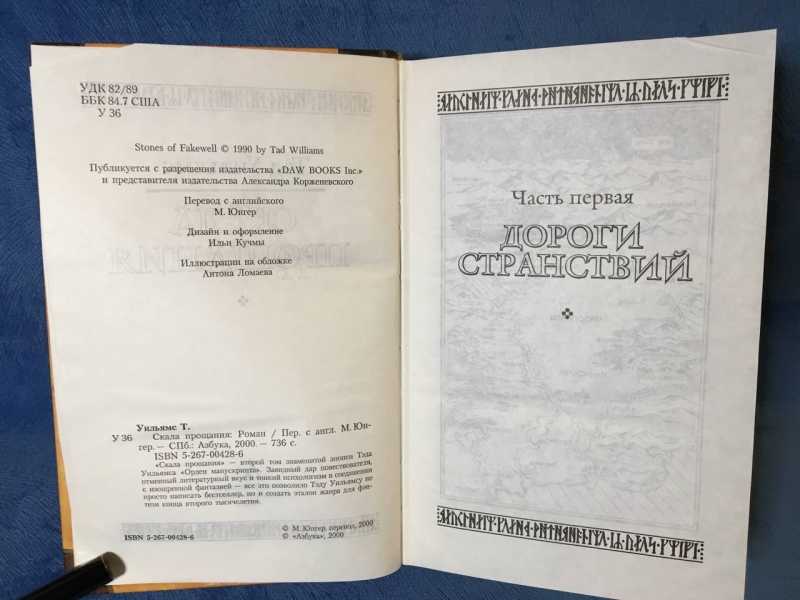 УДК 82/89
ББК 84.7 США
У 36
Stones of Fakewell © 1990 by Tad Williams
Публикуется с разрешения издательства «DAW BOOKS Inc.»
и представителя издательства Александра Корженевского
Перевод с английского
М. Юнгер
Дизайн и оформление
Ильи Кучмы
Иллюстрации на обложке
Антона Ломаева
Уильямс Т.
У 36 Скала прощания: Роман / Пер. с англ. М. Юн-
гер. — СПб.: Азбука, 2000. — 736 с.
ISBN 5-267-00428-6
«Скала прощания» — второй том знаменитой эпопеи Тэда
Уильямса «Орден манускрипта». Завидный дар повествователя,
отменный литературный вкус и тонкий психологизм в соединении
с изощренной фантазией — все это позволило Тэду Уильямсу не
просто написать бестселлер, но и создать эталон жанра для фэн-
тези конца второго тысячелетия.
© М. Юнгер, перевод, 2000
ISBN 5-267-00428-6 © «Азбука», 2000
Часть первая
ДОРОГИ
СТРАНСТВИЙ